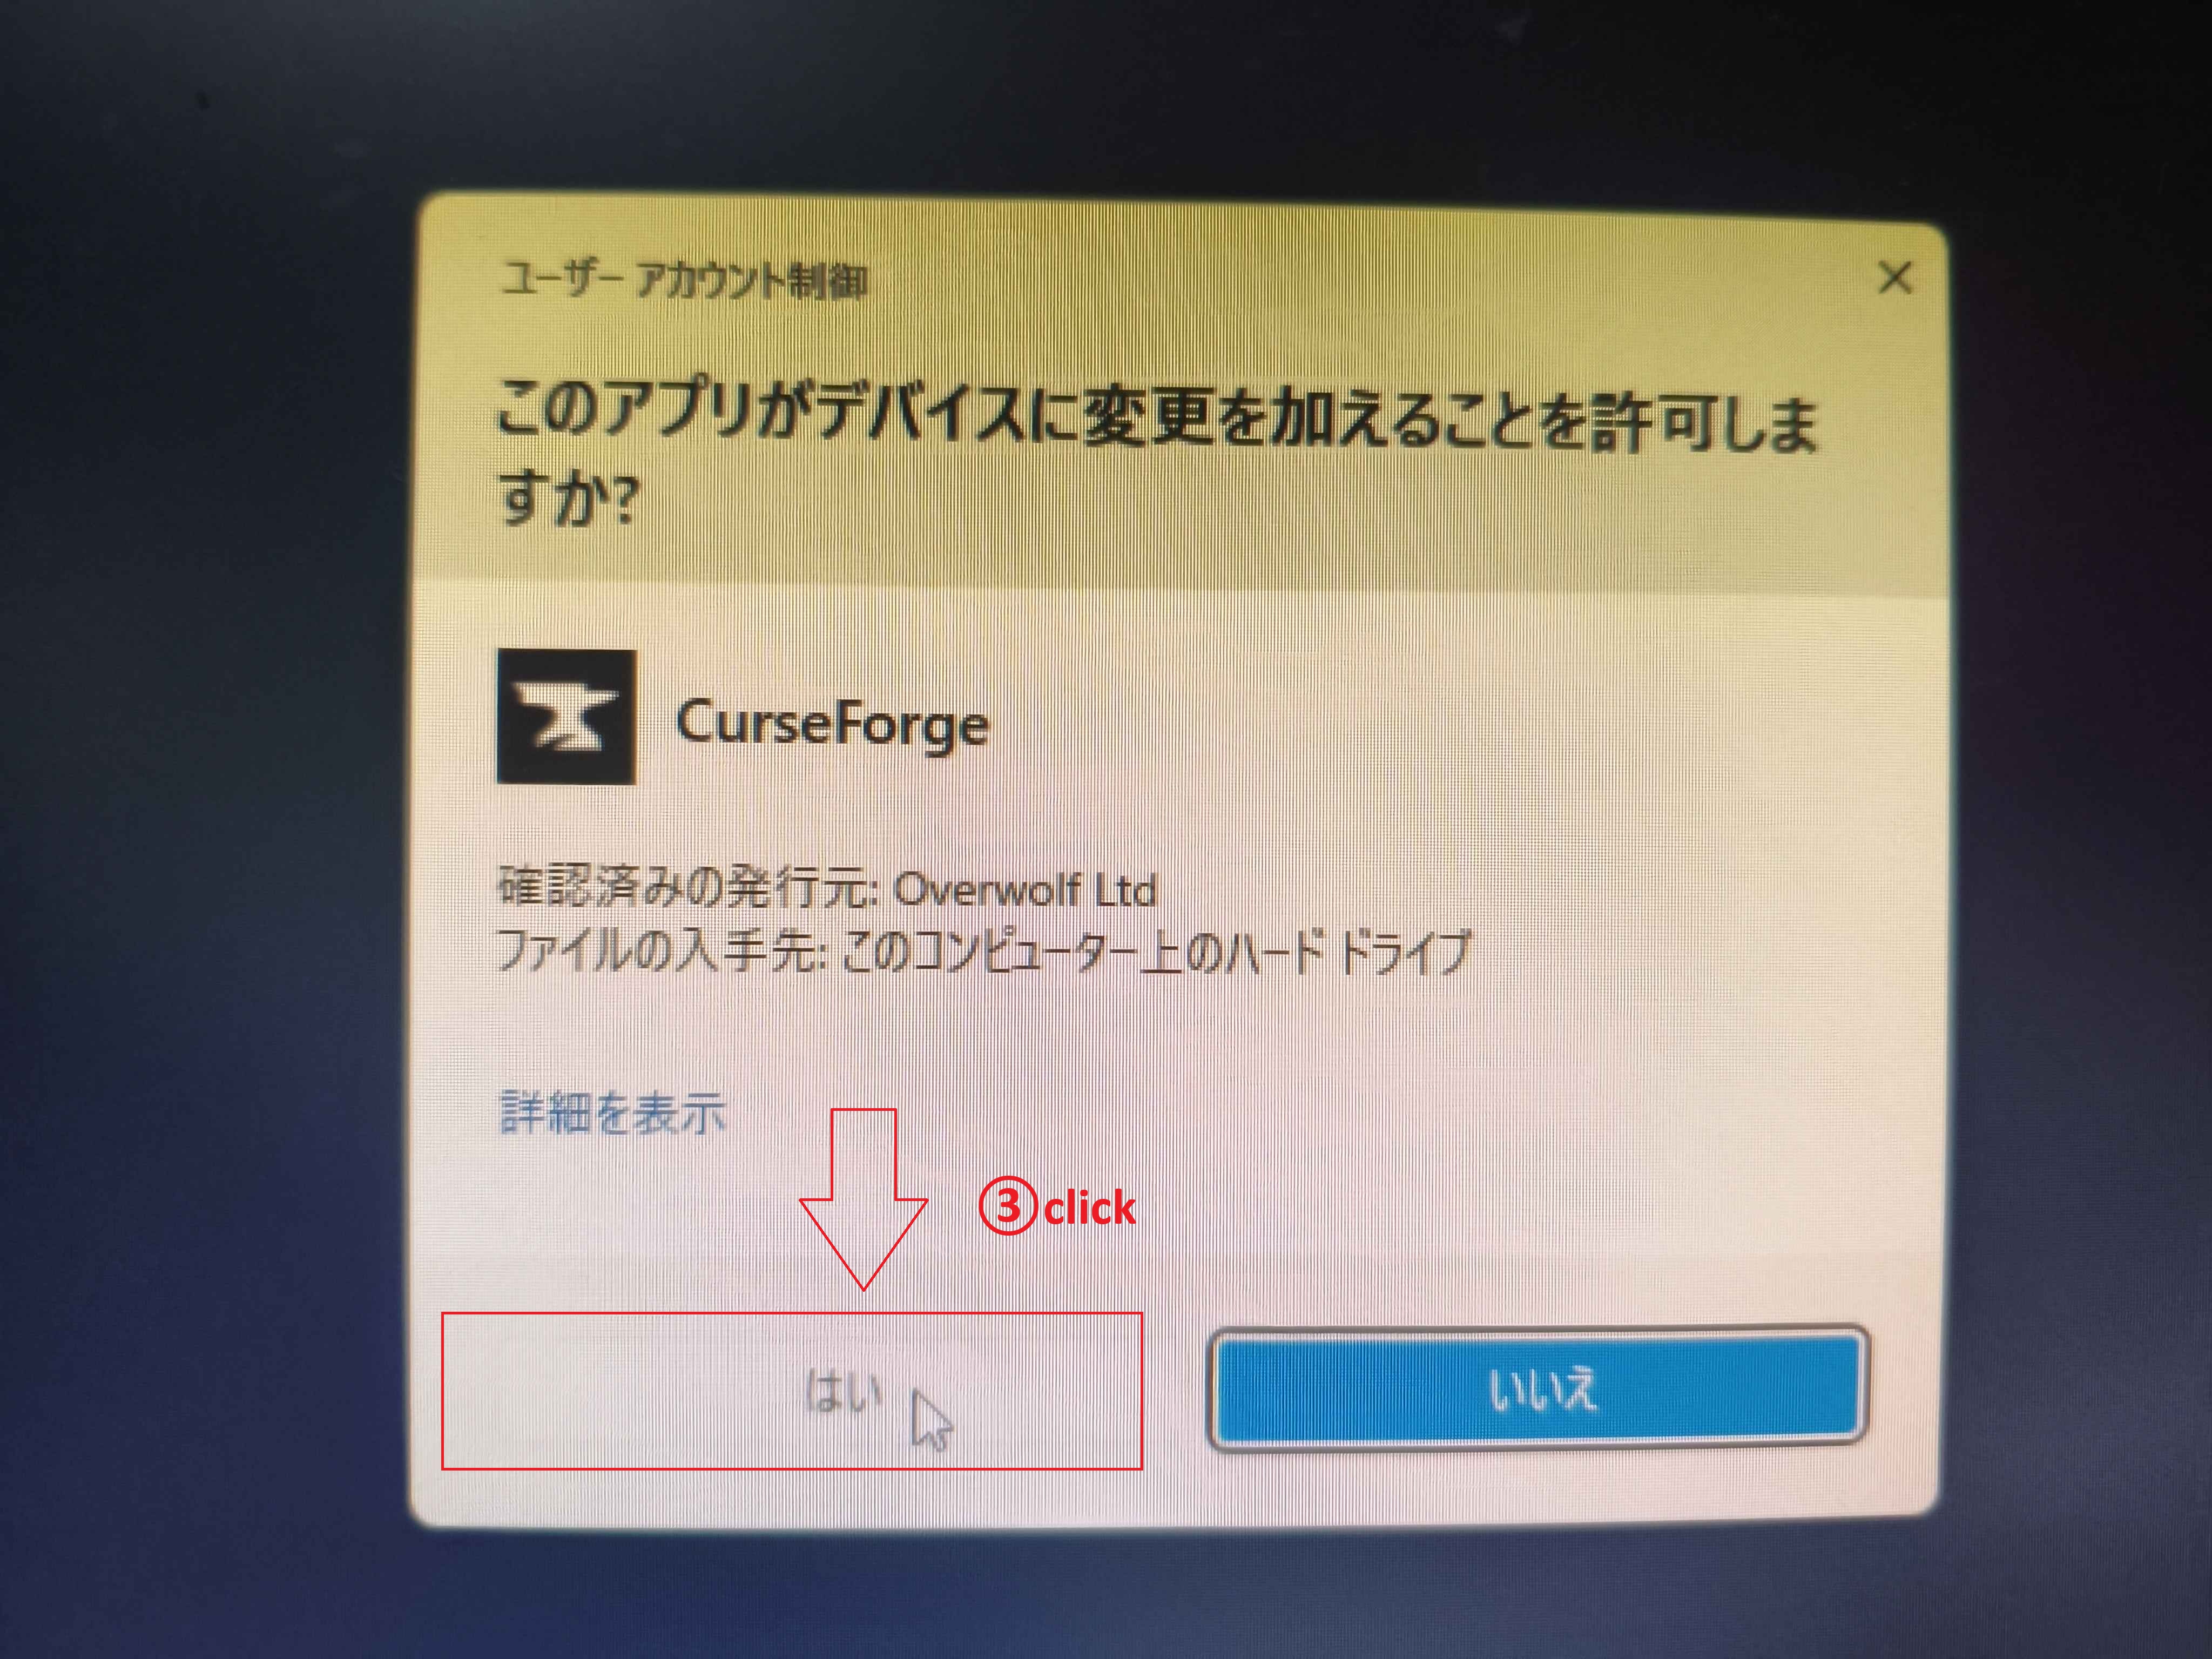 ユーザー アカウント制御
このアプリがデバイスに変更を加えることを許可しま
すか?
CurseForge
確認済みの発行元: Overwolf Ltd
ファイルの入手先: このコンピューター上のハード ドライブ
詳細を表示
③click
はい
いいえ